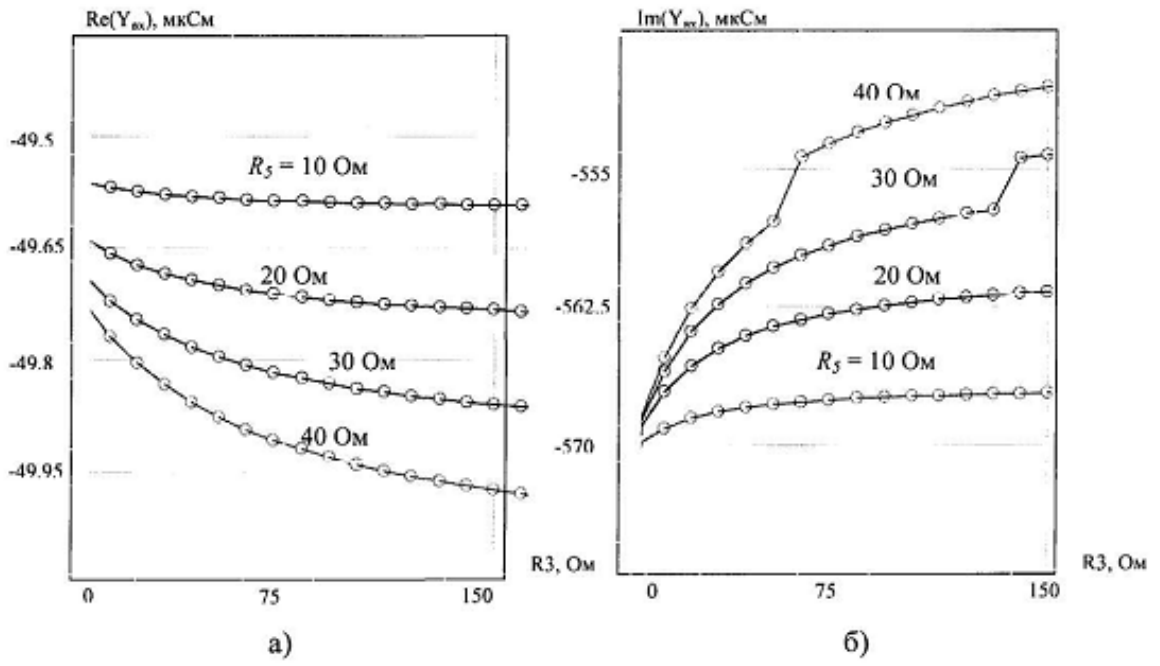 Re(Yвх), мкСм
-49.5
R5 = 10 Ом
-49.65
20 Ом
-49.8
30 Ом
40 Ом
-49.95
R3, Ом
0 75 150
а)
Im(Yвх), мкСм
40 Ом
-555
30 Ом
20 Ом
-562.5
R5 = 10 Ом
-570
R3, Ом
0 75 150
б)